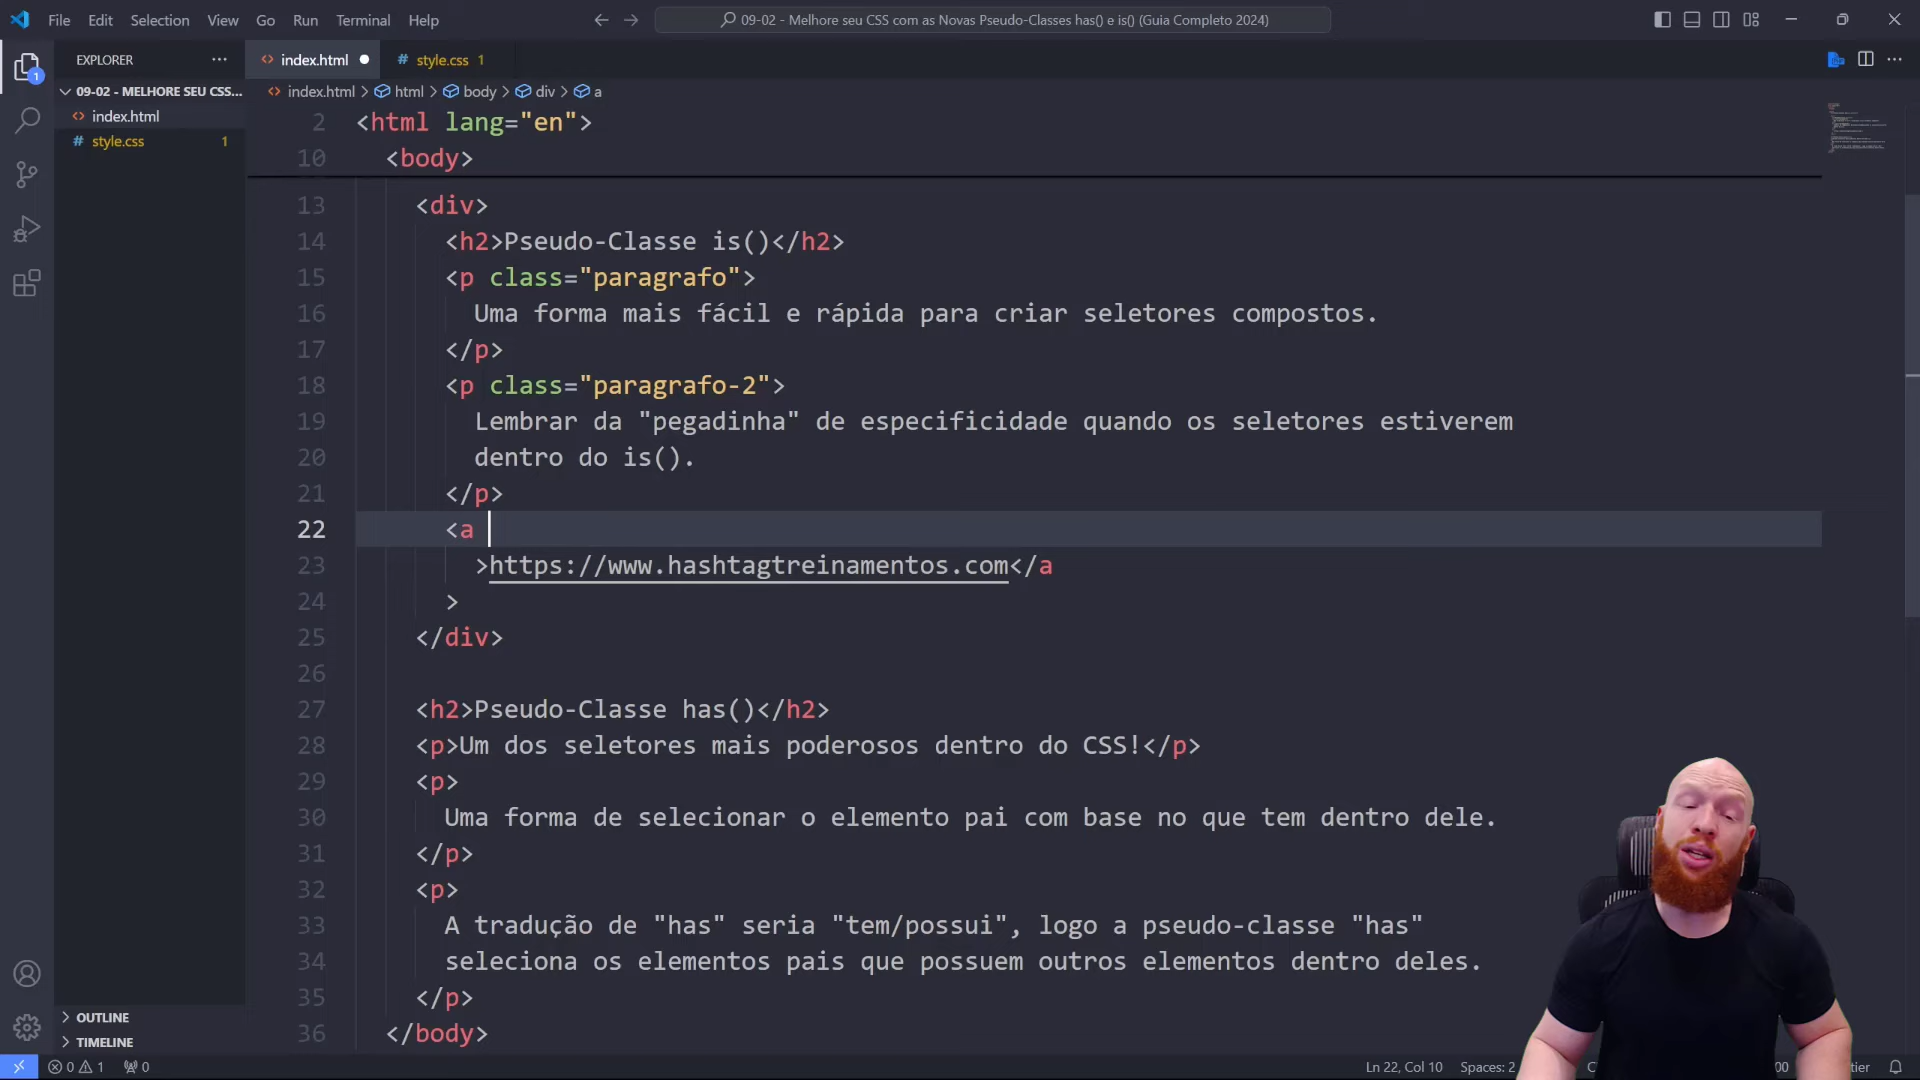 File Edit Selection View Go Run Terminal Help
09-02 - Melhore seu CSS com as Novas Pseudo-Classes has() e is() (Guia Completo 2024)
EXPLORER
index.html
style.css 1
09-02 - MELHORE SEU CSS...
index.html
style.css 1
index.html > html > body > div > a
2 <html lang="en">
10 <body>
13 <div>
14 <h2>Pseudo-Classe is()</h2>
15 <p class="paragrafo">
16 Uma forma mais fácil e rápida para criar seletores compostos.
17 </p>
18 <p class="paragrafo-2">
19 Lembrar da "pegadinha" de especificidade quando os seletores estiverem
20 dentro do is().
21 </p>
22 <a
23 >https://www.hashtagtreinamentos.com</a
24 >
25 </div>
26
27 <h2>Pseudo-Classe has()</h2>
28 <p>Um dos seletores mais poderosos dentro do CSS!</p>
29 <p>
30 Uma forma de selecionar o elemento pai com base no que tem dentro dele.
31 </p>
32 <p>
33 A tradução de "has" seria "tem/possui", logo a pseudo-classe "has"
34 seleciona os elementos pais que possuem outros elementos dentro deles.
35 </p>
36 </body>
1
OUTLINE
TIMELINE
0 1 0
Ln 22, Col 10 Spaces: 2